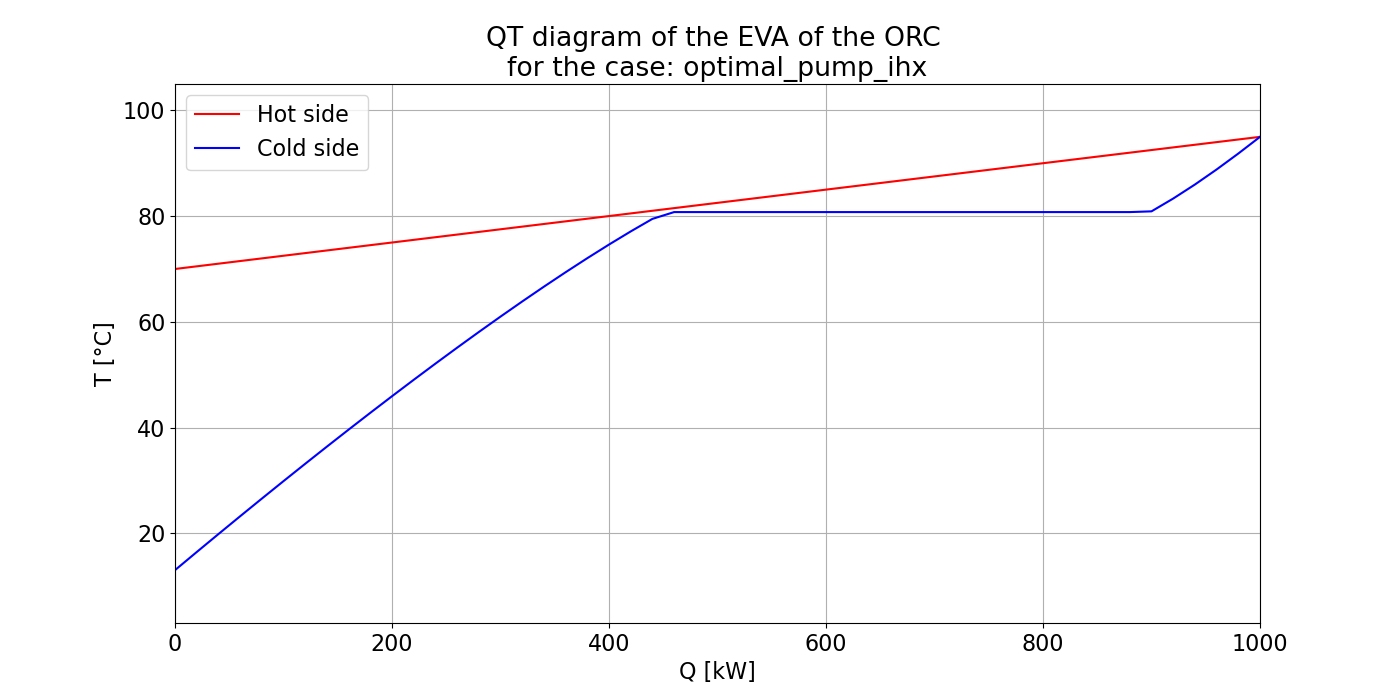 QT diagram of the EVA of the ORC
for the case: optimal_pump_ihx
Hot side
Cold side
T [°C]
100
80
60
40
20
0
200
400
600
800
1000
Q [kW]